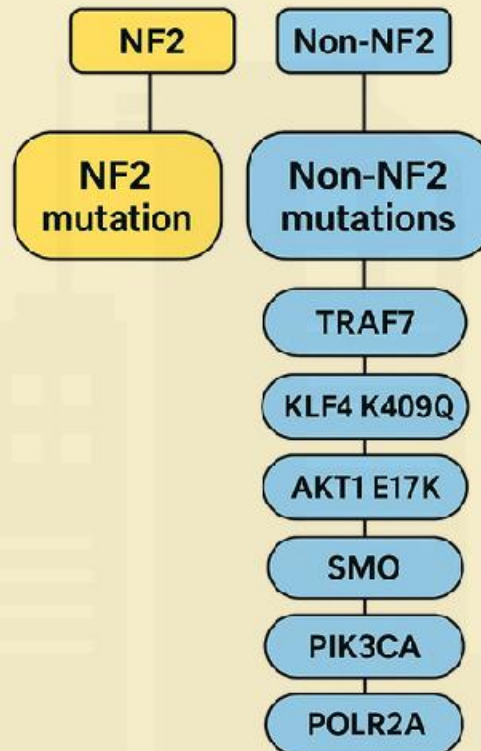 NF2
Non-NF2
NF2
mutation
Non-NF2
mutations
TRAF7
KLF4 K409Q
AKT1 E17K
SMO
PIK3CA
POLR2A